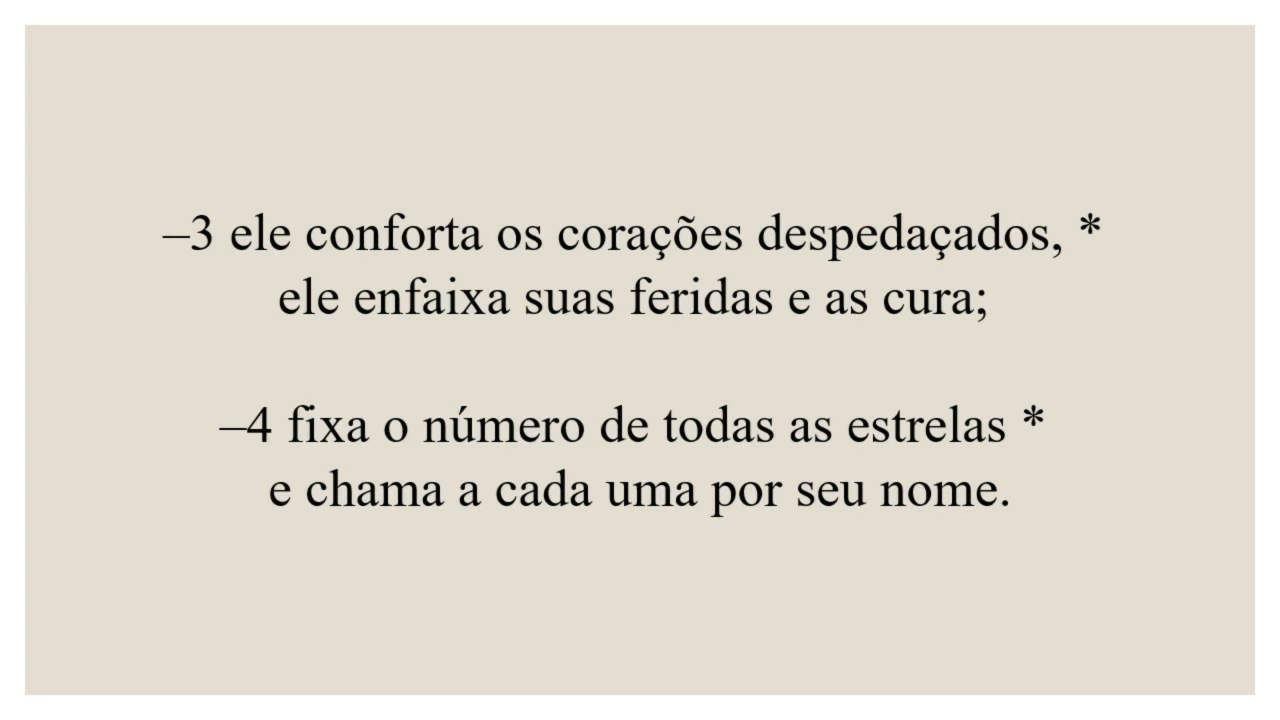 –3 ele conforta os corações despedaçados, *
ele enfaixa suas feridas e as cura;
–4 fixa o número de todas as estrelas *
e chama a cada uma por seu nome.